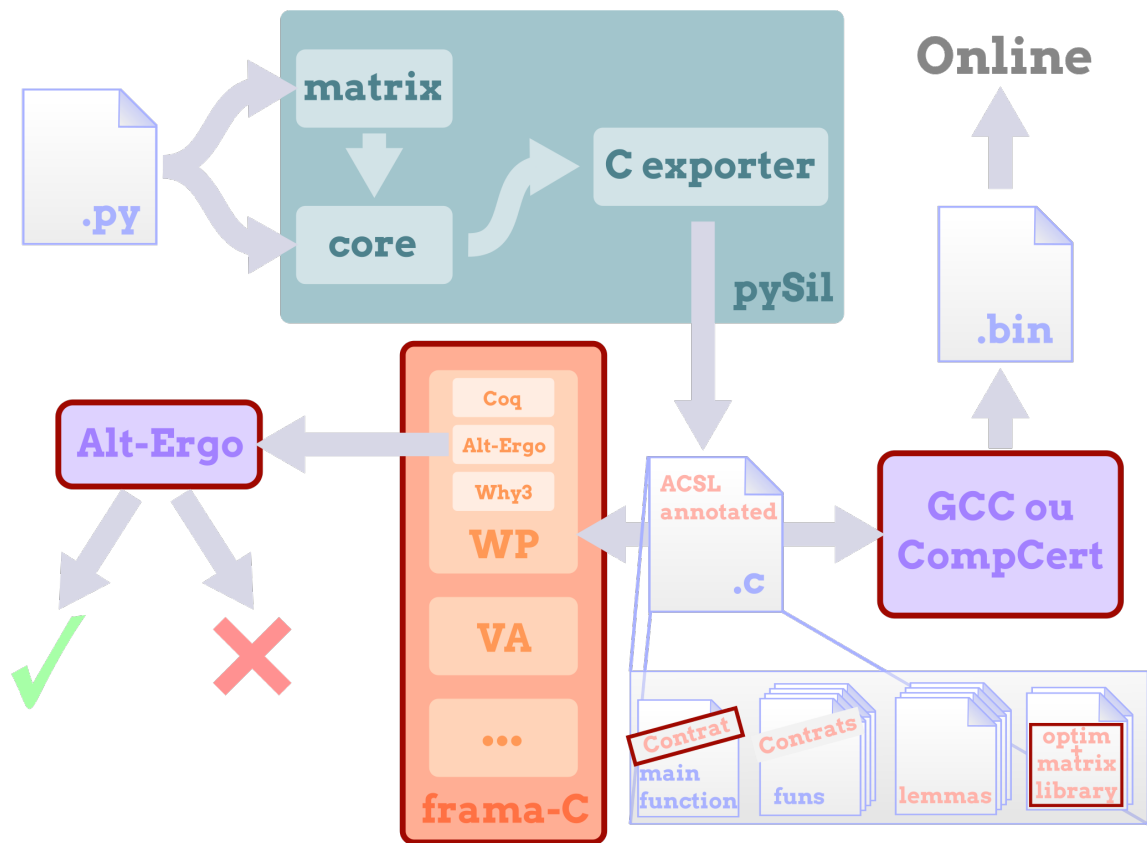 Online
matrix
C exporter
.py
core
pySil
.bin
Coq
Alt-Ergo
Alt-Ergo
Why3
WP
ACSL
annotated
.c
GCC ou
CompCert
VA
...
frama-C
Contrat
main
function
Contrats
funs
lemmas
optim
+
matrix
library